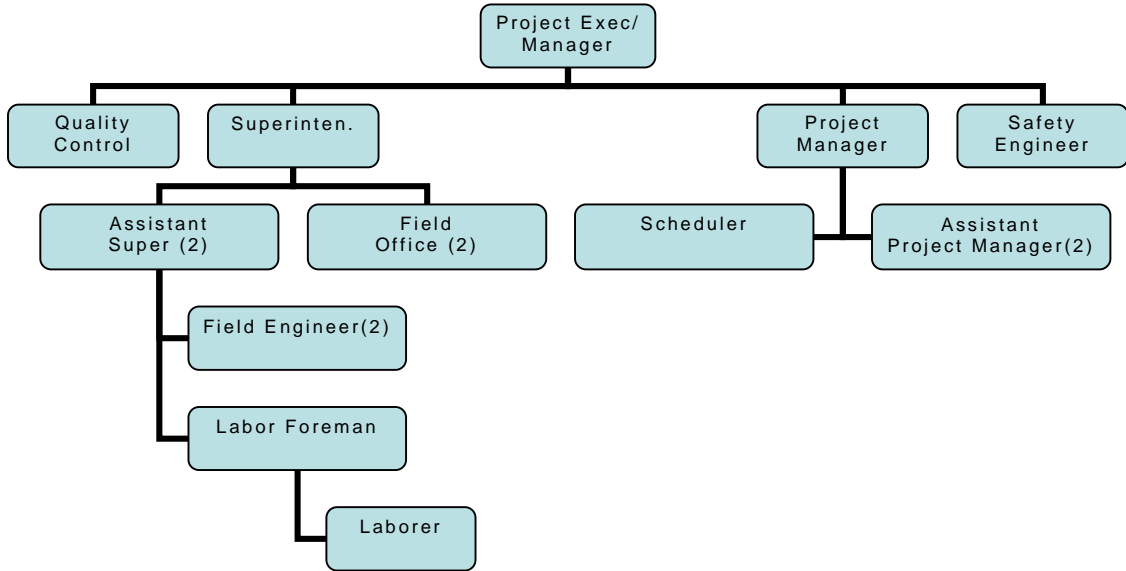 Project Exec/
Manager
Quality
Control
Superinten.
Project
Manager
Safety
Engineer
Assistant
Super (2)
Field
Office (2)
Scheduler
Assistant
Project Manager(2)
Field Engineer(2)
Labor Foreman
Laborer